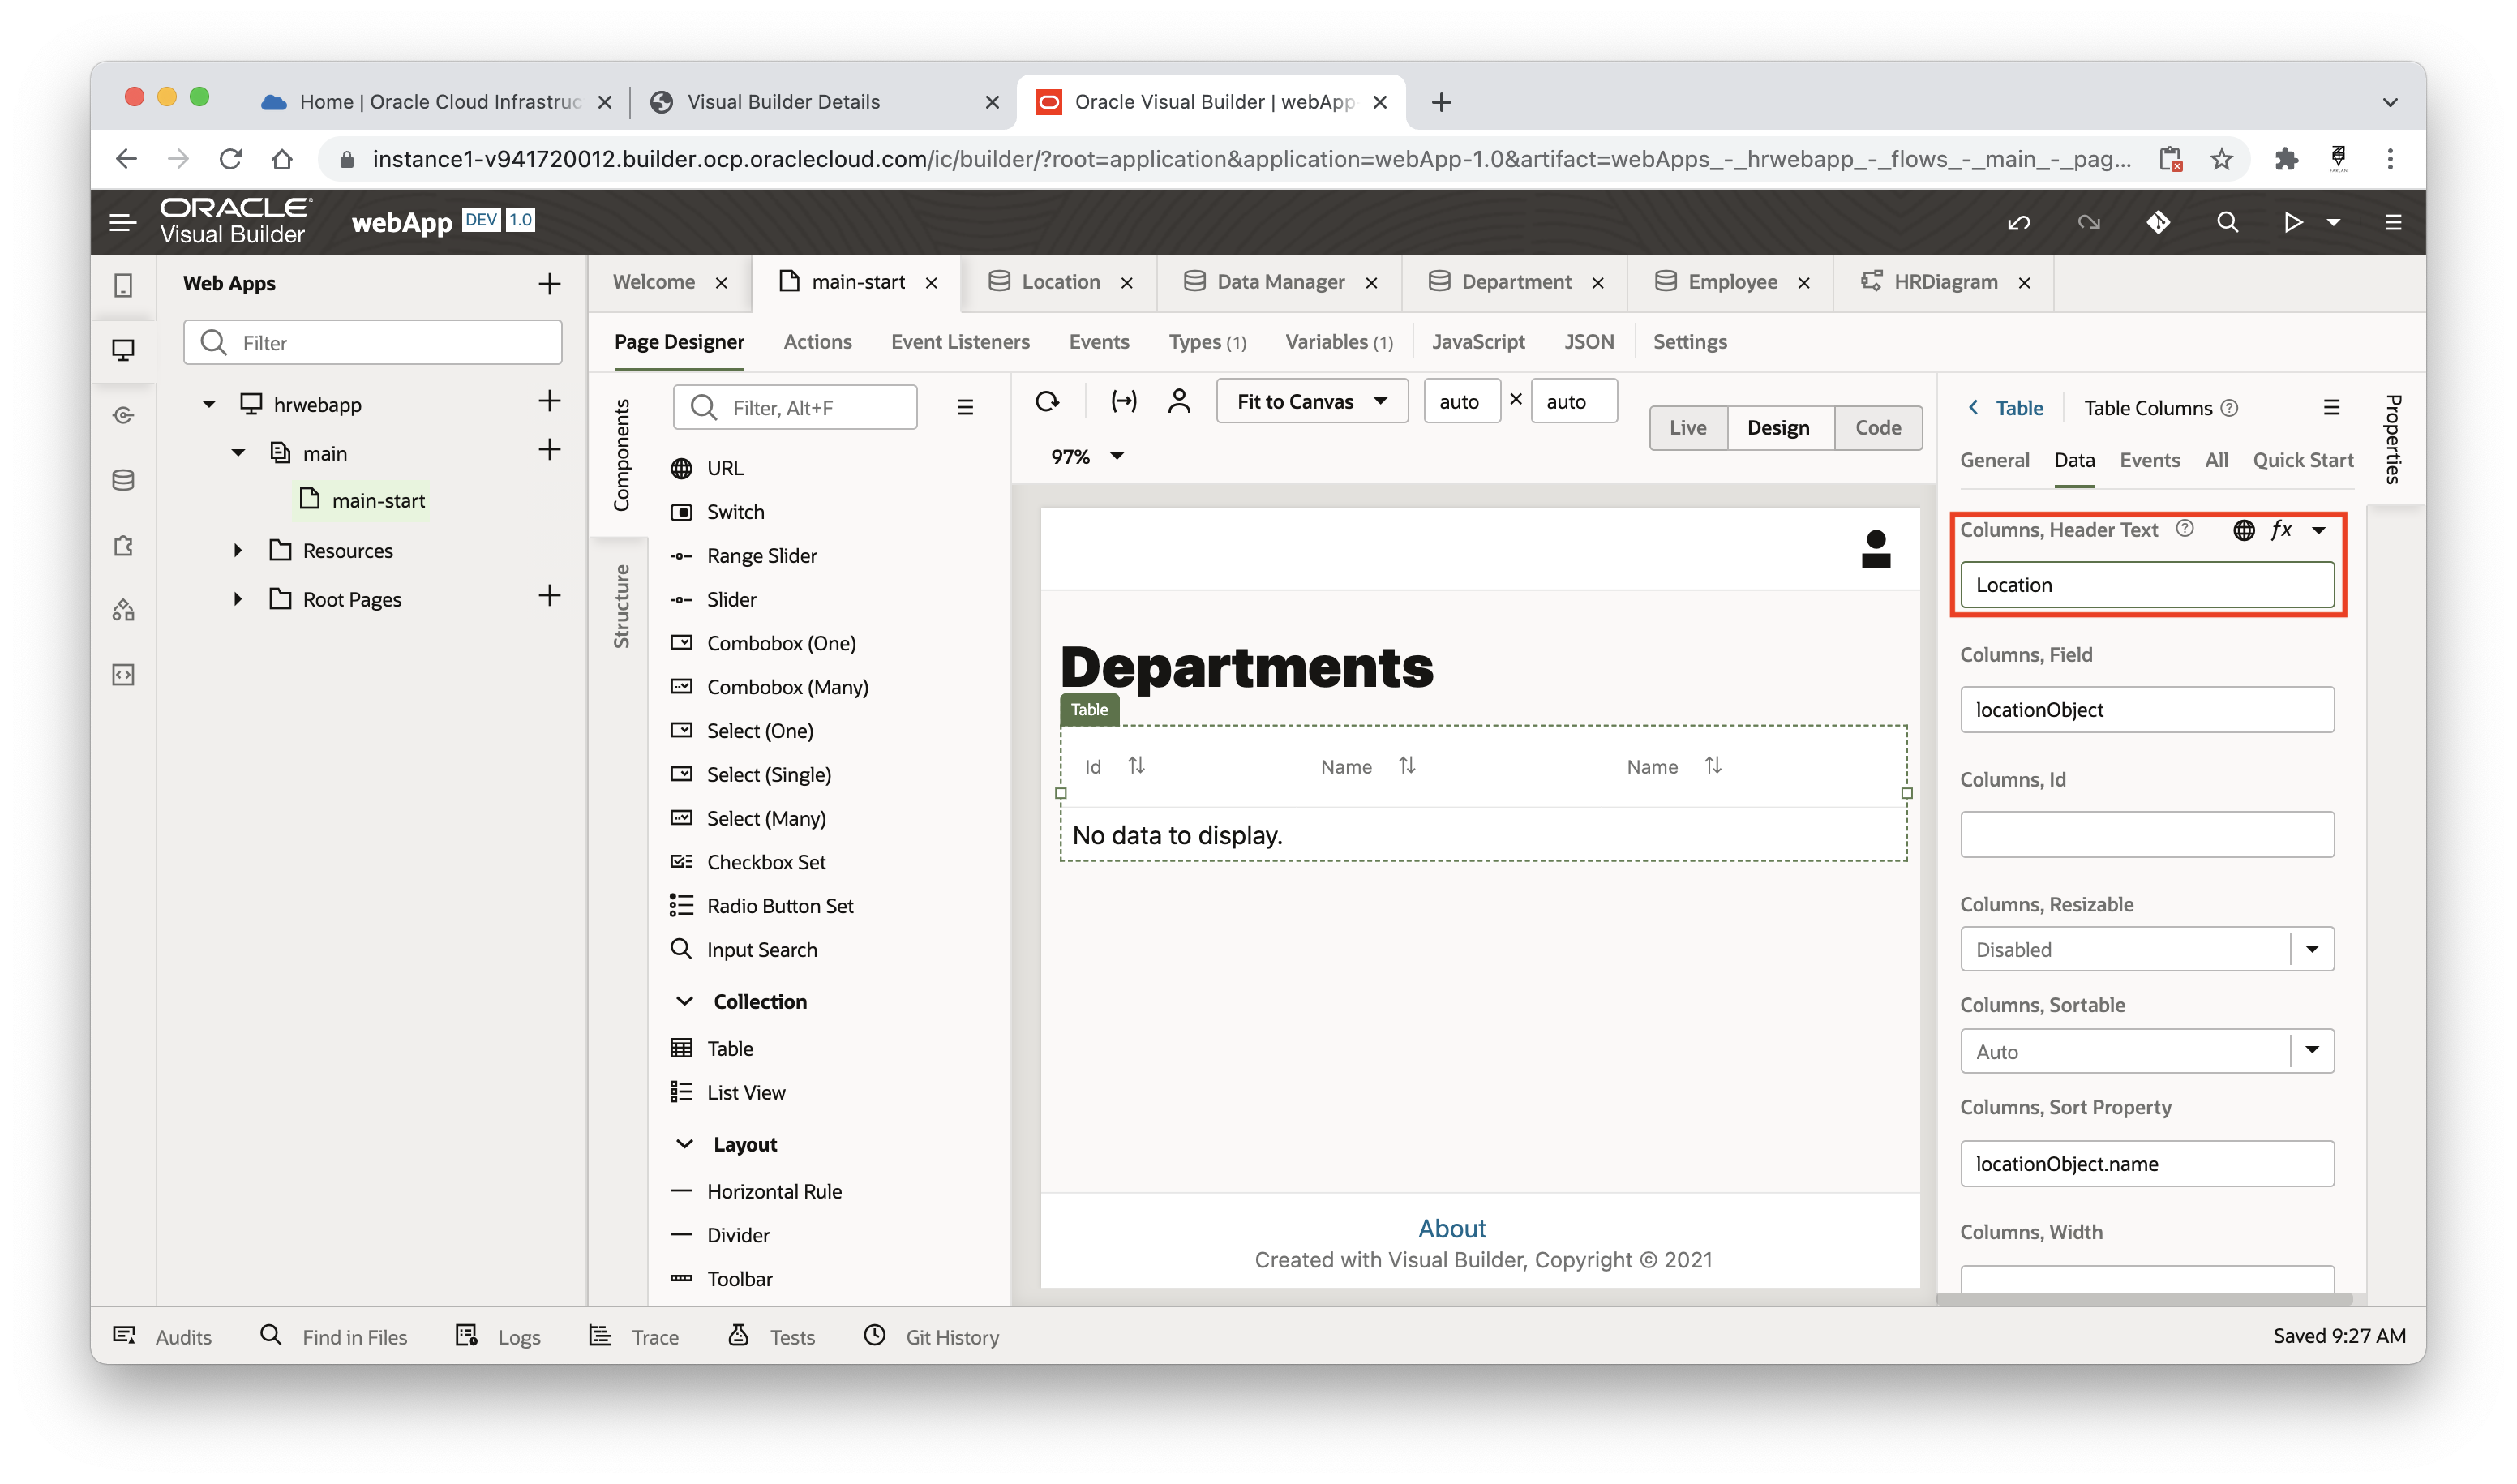 Home | Oracle Cloud Infrastruc
Visual Builder Details
Oracle Visual Builder | webApp
instance1-v941720012.builder.ocp.oraclecloud.com/ic/builder/?root=application&application=webApp-1.0&artifact=webApps_-_hrwebapp_-_flows_-_main_-_pag...
ORACLE
Visual Builder
webApp DEV 1.0
Web Apps
Filter
hrwebapp
main
main-start
Resources
Root Pages
Welcome
main-start
Location
Data Manager
Department
Employee
HRDiagram
Page Designer
Actions
Event Listeners
Events
Types (1)
Variables (1)
JavaScript
JSON
Settings
Components
Structure
Filter, Alt+F
URL
Switch
Range Slider
Slider
Combobox (One)
Combobox (Many)
Select (One)
Select (Single)
Select (Many)
Checkbox Set
Radio Button Set
Input Search
Collection
Table
List View
Layout
Horizontal Rule
Divider
Toolbar
Fit to Canvas
auto × auto
97%
Live
Design
Code
Departments
Table
Id
Name
Name
No data to display.
About
Created with Visual Builder, Copyright © 2021
Table
Table Columns
Properties
General
Data
Events
All
Quick Start
Columns, Header Text
fx
Location
Columns, Field
locationObject
Columns, Id
Columns, Resizable
Disabled
Columns, Sortable
Auto
Columns, Sort Property
locationObject.name
Columns, Width
Audits
Find in Files
Logs
Trace
Tests
Git History
Saved 9:27 AM